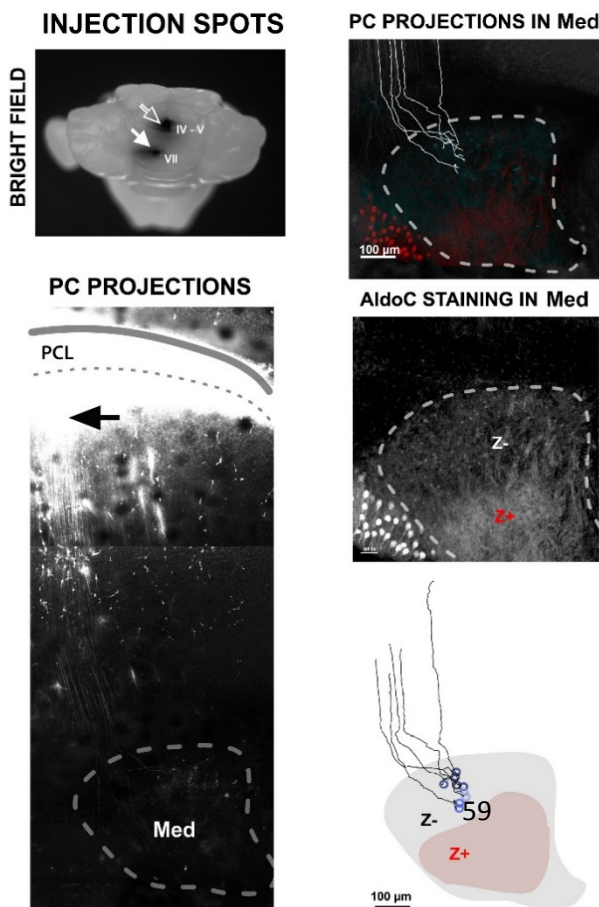 INJECTION SPOTS
BRIGHT FIELD
IV - V
VII
PC PROJECTIONS
PCL
Med
PC PROJECTIONS IN Med
100 µm
AldoC STAINING IN Med
Z-
Z+
59
Z-
Z+
100 µm